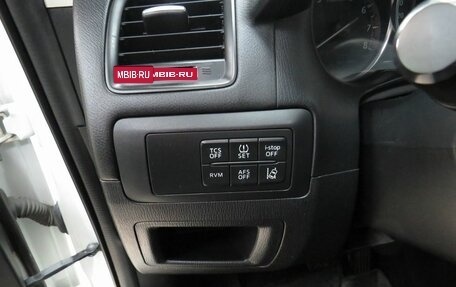 MBIB-RU MBIB-RU
TCS OFF
SET
i-stop OFF
RVM
AFS OFF